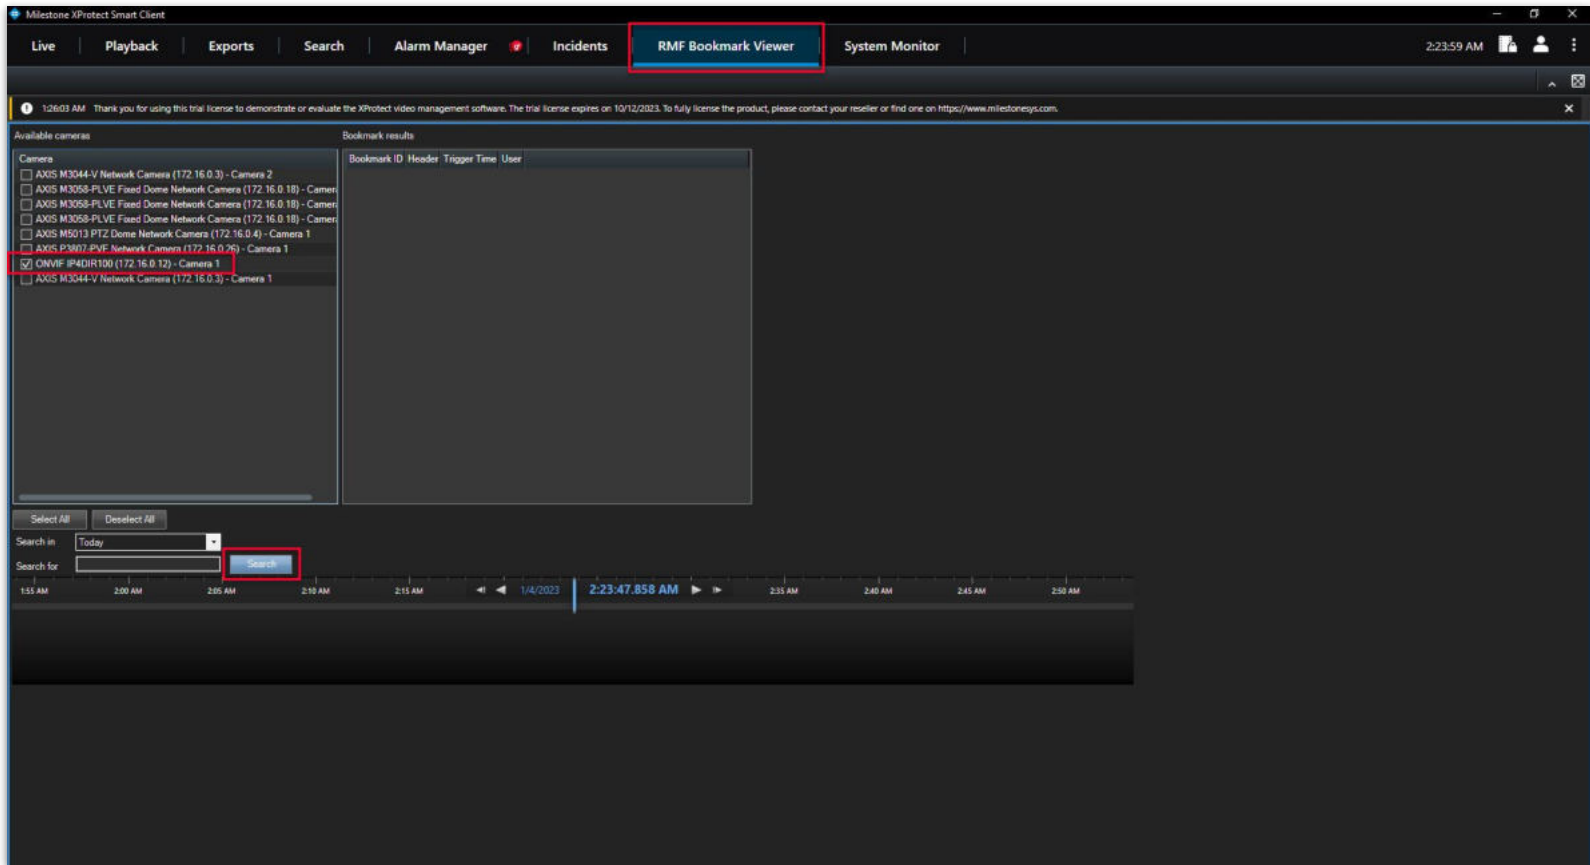 Milestone XProtect Smart Client
Live Playback Exports Search Alarm Manager Incidents RMF Bookmark Viewer System Monitor 2:23:59 AM
1:26:03 AM Thank you for using this trial license to demonstrate or evaluate the XProtect video management software. The trial license expires on 10/12/2023. To fully license the product, please contact your reseller or find one on https://www.milestonesys.com.
Available cameras Bookmark results
Camera Bookmark ID Header Trigger Time User
AXIS M3044-V Network Camera (172.16.0.3) - Camera 2
AXIS M3058-PLVE Fixed Dome Network Camera (172.16.0.18) - Camer
AXIS M3058-PLVE Fixed Dome Network Camera (172.16.0.18) - Camer
AXIS M3058-PLVE Fixed Dome Network Camera (172.16.0.18) - Camer
AXIS M5013 PTZ Dome Network Camera (172.16.0.4) - Camera 1
AXIS P3807-PVE Network Camera (172.16.0.26) - Camera 1
ONVIF IP4DIR100 (172.16.0.12) - Camera 1
AXIS M3044-V Network Camera (172.16.0.3) - Camera 1
Select All Deselect All
Search in Today
Search for Search
1:55 AM 2:00 AM 2:05 AM 2:10 AM 2:15 AM 1/4/2023 2:23:47.858 AM 2:35 AM 2:40 AM 2:45 AM 2:50 AM